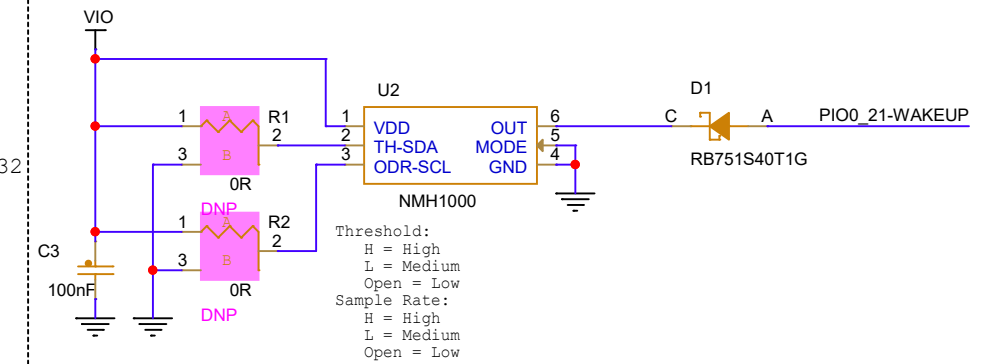 VIO
U2
D1
1
A
R1
2
3
B
0R
DNP
1
2
3
VDD
TH-SDA
ODR-SCL
OUT
MODE
GND
6
5
4
NMH1000
C
A
PIO0_21-WAKEUP
RB751S40T1G
32
1
A
R2
2
3
B
0R
DNP
C3
100nF
Threshold:
H = High
L = Medium
Open = Low
Sample Rate:
H = High
L = Medium
Open = Low